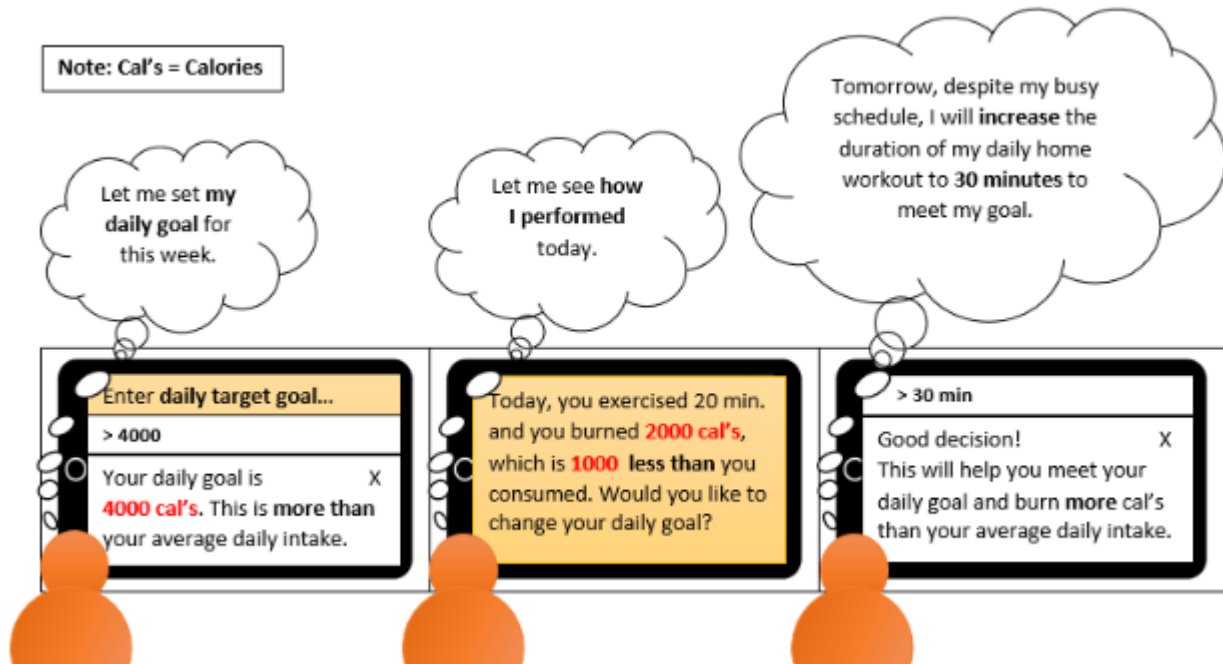 Note: Cal's = Calories
Let me set my
daily goal for
this week.
Let me see how
I performed
today.
Tomorrow, despite my busy
schedule, I will increase the
duration of my daily home
workout to 30 minutes to
meet my goal.
Enter daily target goal...
> 4000
Your daily goal is X
4000 cal's. This is more than
your average daily intake.
Today, you exercised 20 min.
and you burned 2000 cal's,
which is 1000 less than you
consumed. Would you like to
change your daily goal?
> 30 min
Good decision! X
This will help you meet your
daily goal and burn more cal's
than your average daily intake.